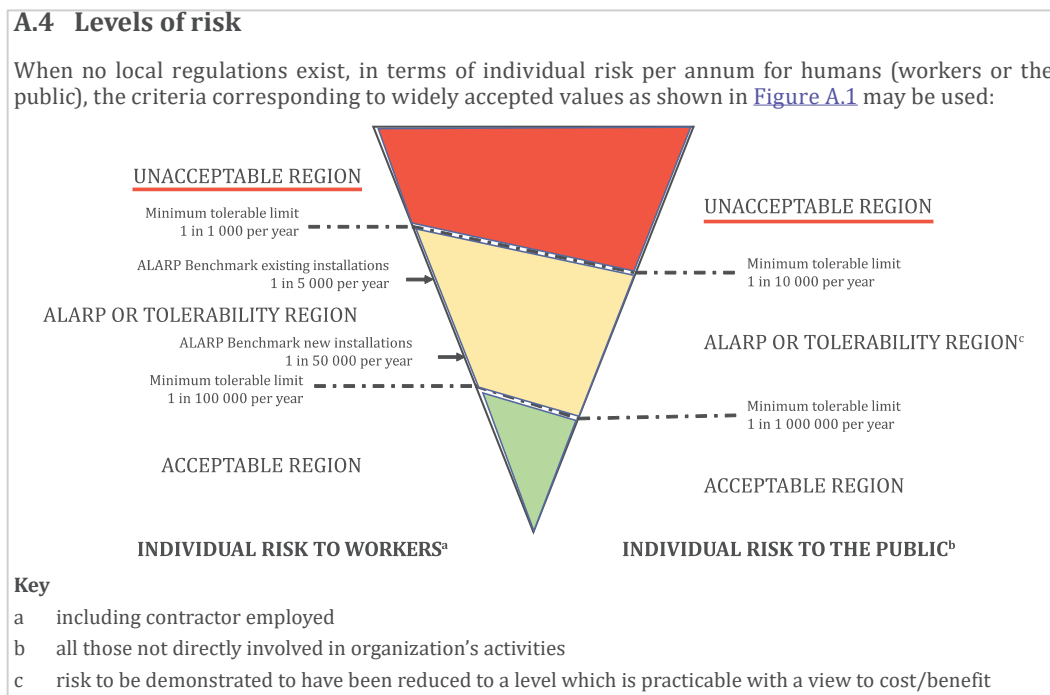 A.4 Levels of risk
When no local regulations exist, in terms of individual risk per annum for humans (workers or the
public), the criteria corresponding to widely accepted values as shown in Figure A.1 may be used:
UNACCEPTABLE REGION
Minimum tolerable limit
1 in 1 000 per year
ALARP Benchmark existing installations
1 in 5 000 per year
ALARP OR TOLERABILITY REGION
ALARP Benchmark new installations
1 in 50 000 per year
Minimum tolerable limit
1 in 100 000 per year
ACCEPTABLE REGION
INDIVIDUAL RISK TO WORKERSᵃ
UNACCEPTABLE REGION
Minimum tolerable limit
1 in 10 000 per year
ALARP OR TOLERABILITY REGIONᶜ
Minimum tolerable limit
1 in 1 000 000 per year
ACCEPTABLE REGION
INDIVIDUAL RISK TO THE PUBLICᵇ
Key
a including contractor employed
b all those not directly involved in organization's activities
c risk to be demonstrated to have been reduced to a level which is practicable with a view to cost/benefit